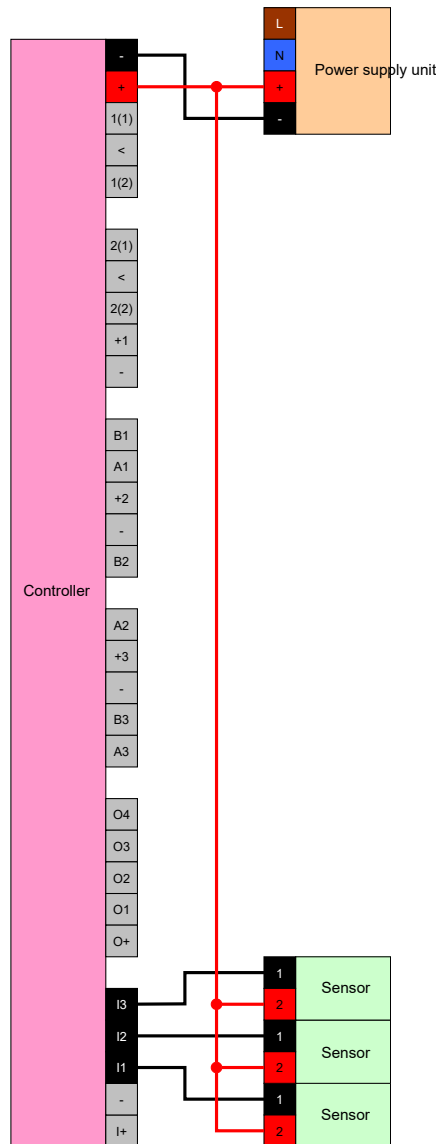 Controller
-
+
1(1)
<
1(2)
2(1)
<
2(2)
+1
-
B1
A1
+2
-
B2
A2
+3
-
B3
A3
O4
O3
O2
O1
O+
I3
I2
I1
-
I+
L
N
+
-
Power supply unit
1
2
Sensor
1
2
Sensor
1
2
Sensor